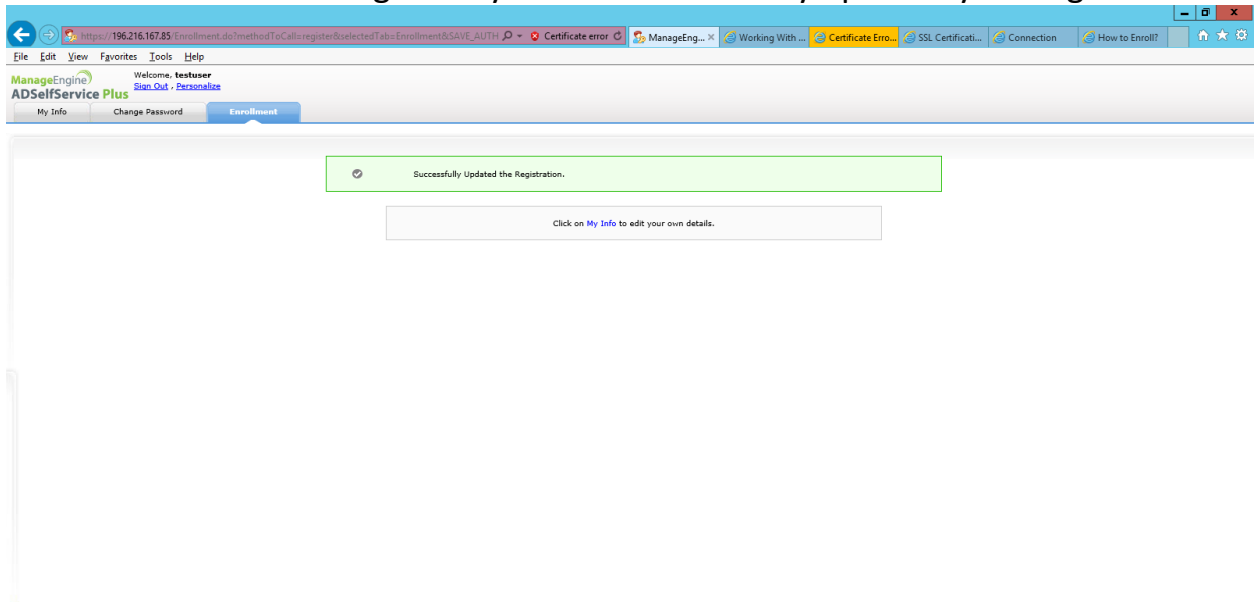 https://196.216.167.85/Enrollment.do?methodToCall=register&selectedTab=Enrollment&SAVE_AUTH Certificate error ManageEng... Working With ... Certificate Erro... SSL Certificati... Connection How to Enroll?
File Edit View Favorites Tools Help
ManageEngine
ADSelfService Plus
Welcome, testuser
Sign Out , Personalize
My Info Change Password Enrollment
Successfully Updated the Registration.
Click on My Info to edit your own details.